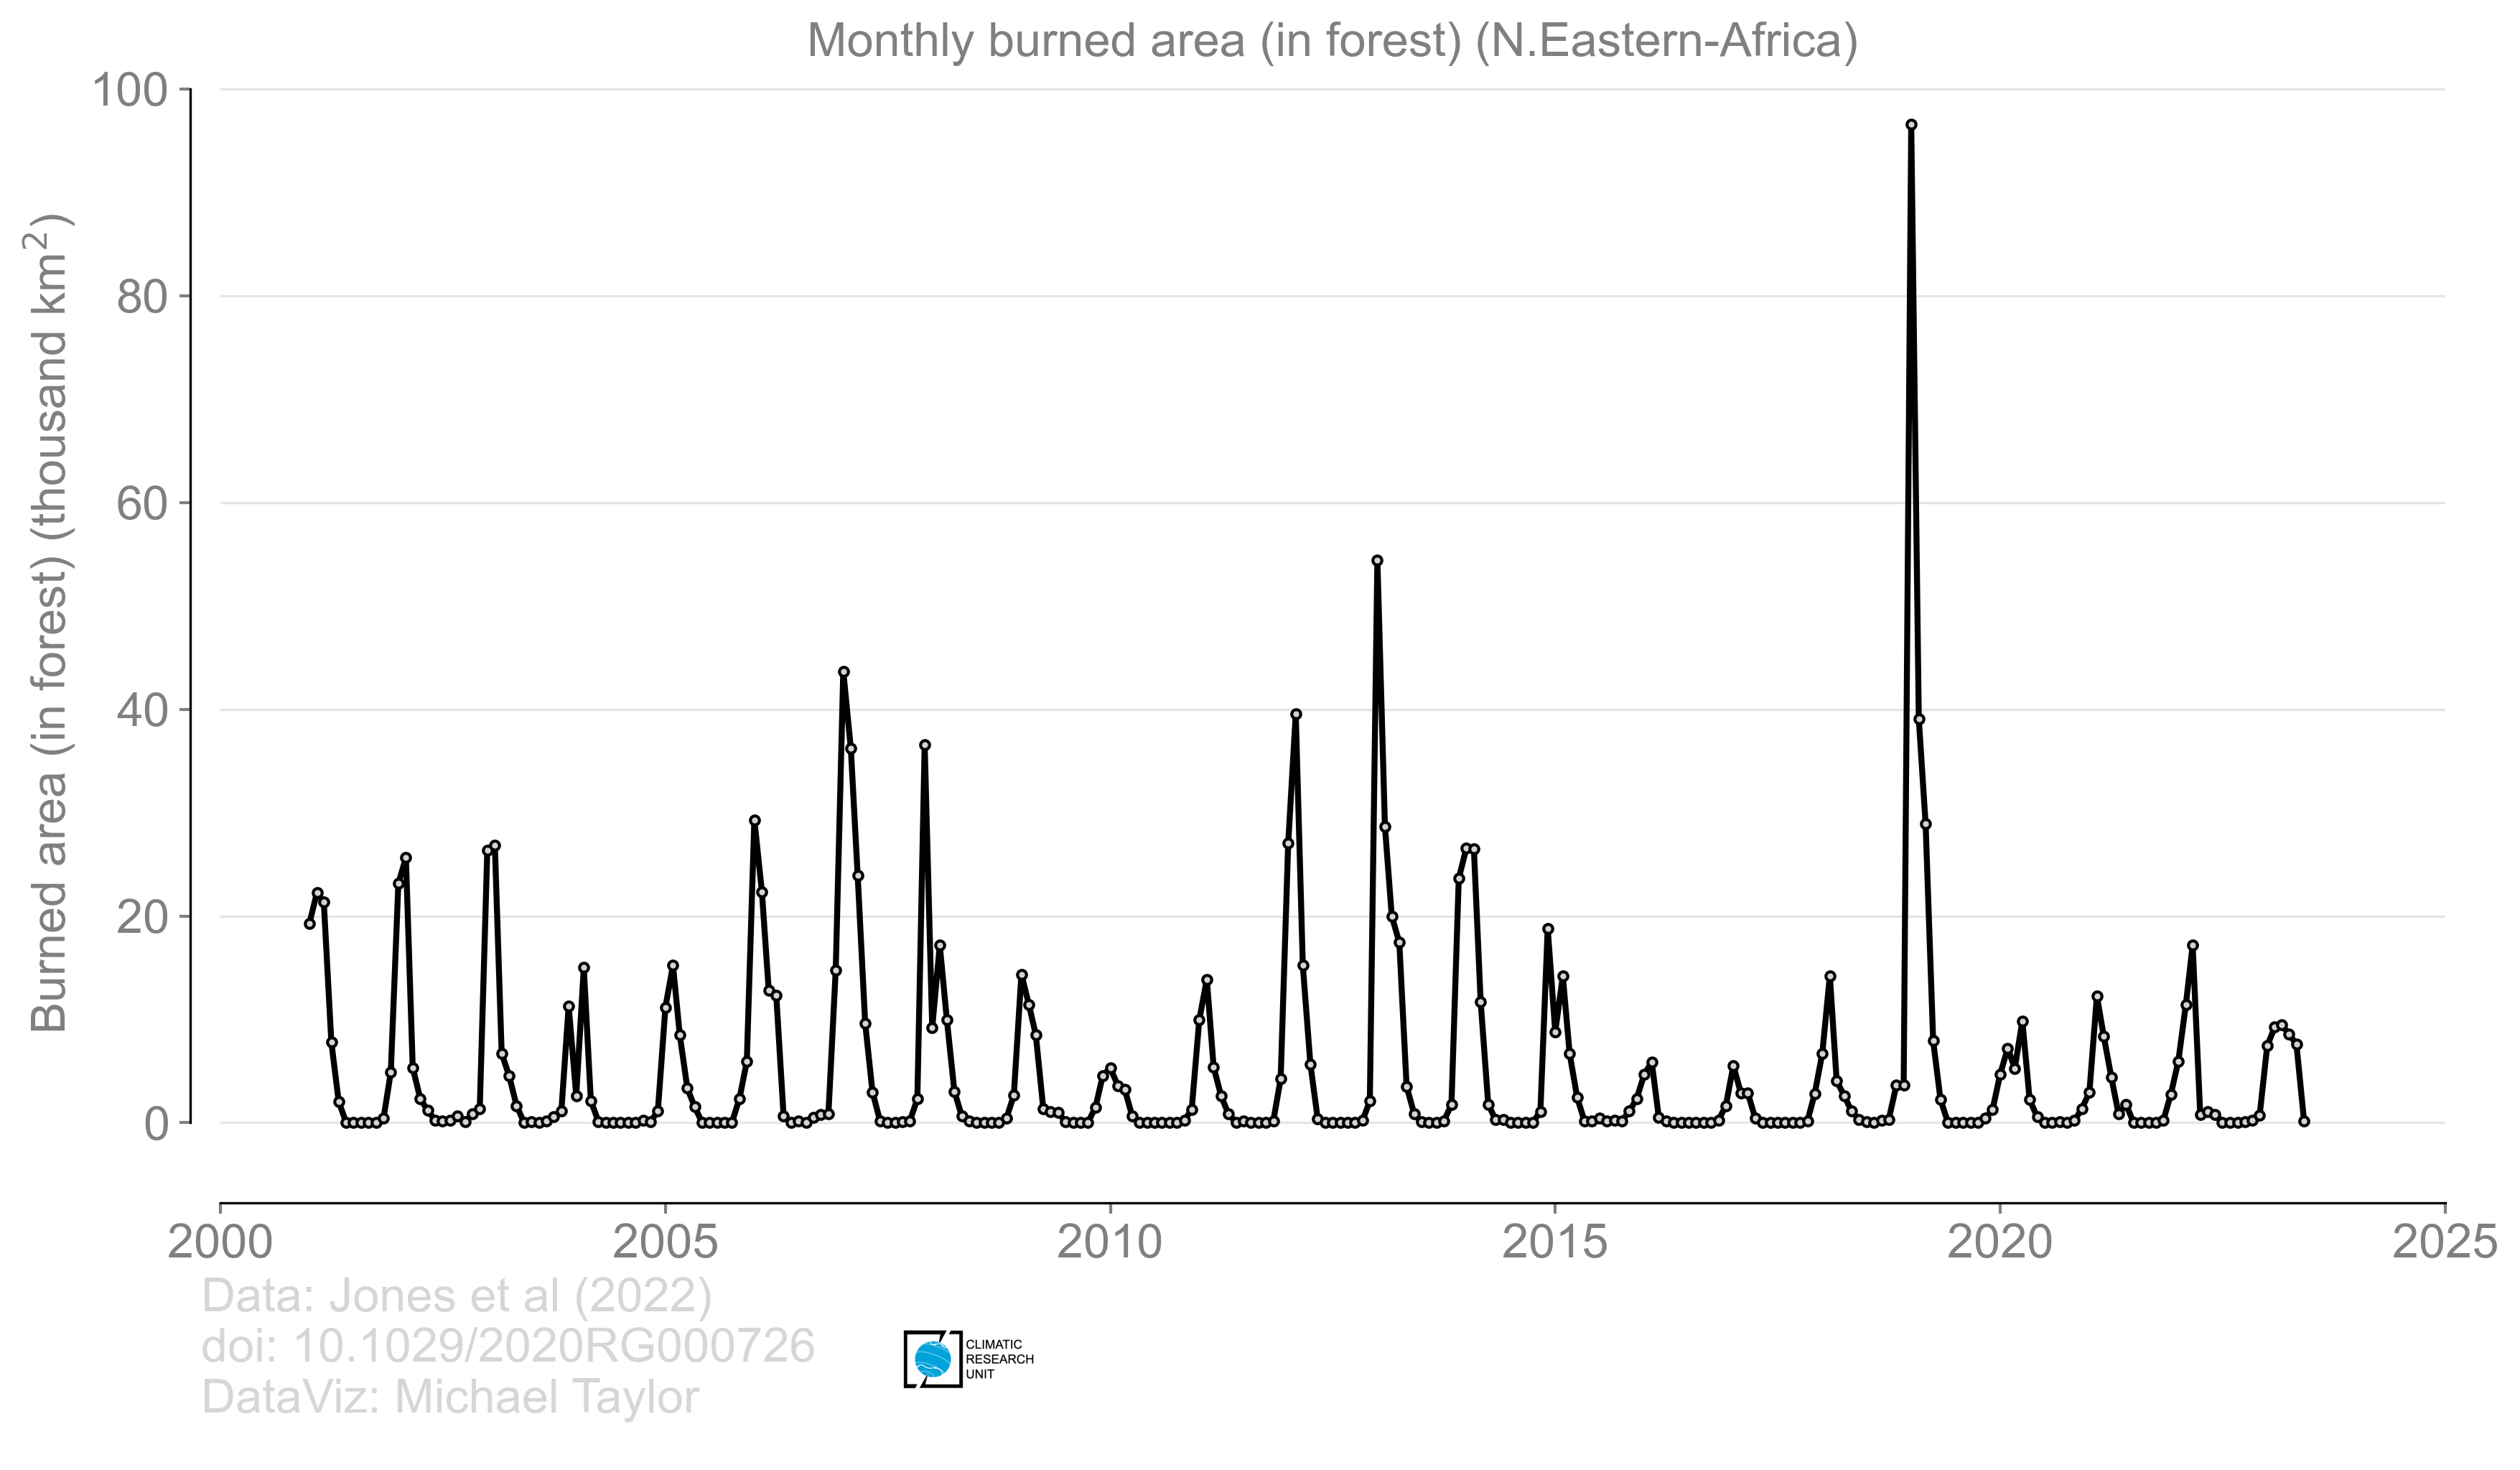 Monthly burned area (in forest) (N.Eastern-Africa)
Burned area (in forest) (thousand km²)
100
80
60
40
20
0
2000 2005 2010 2015 2020 2025
Data: Jones et al (2022)
doi: 10.1029/2020RG000726
DataViz: Michael Taylor
CLIMATIC
RESEARCH
UNIT